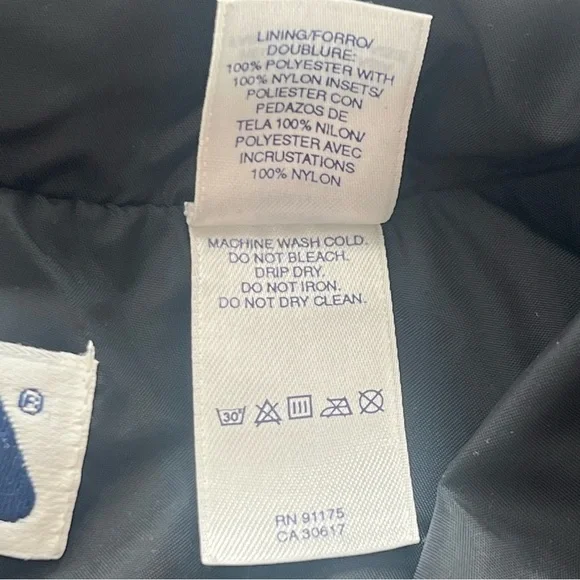 LINING/FORRO/
DOUBLURE:
100% POLYESTER WITH
100% NYLON INSETS/
POLIESTER CON
PEDAZOS DE
TELA 100% NILON/
POLYESTER AVEC
INCRUSTATIONS
100% NYLON
MACHINE WASH COLD.
DO NOT BLEACH.
DRIP DRY.
DO NOT IRON.
DO NOT DRY CLEAN.
30°
®
RN 91175
CA 30617